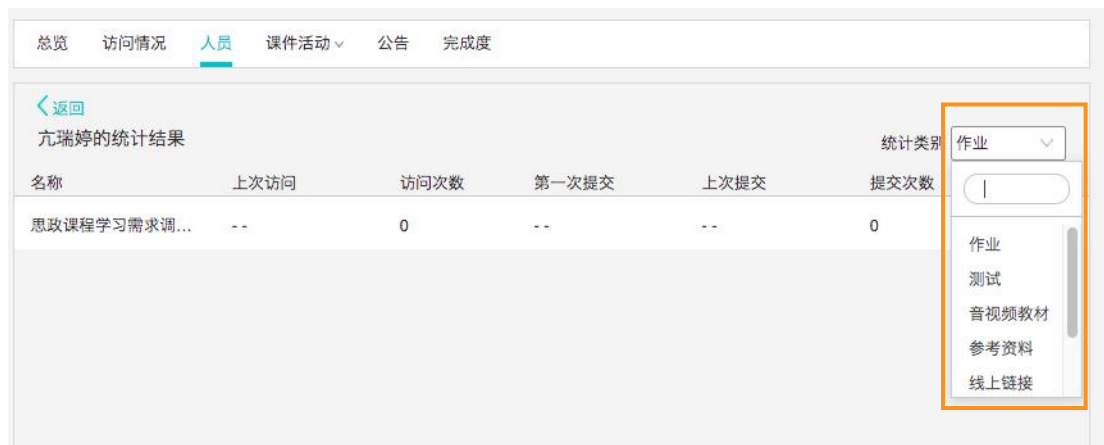 总览 访问情况 人员 课件活动 公告 完成度
返回
亢瑞婷的统计结果
统计类别 作业
名称 上次访问 访问次数 第一次提交 上次提交 提交次数
思政课程学习需求调... -- 0 -- -- 0
作业
测试
音视频教材
参考资料
线上链接